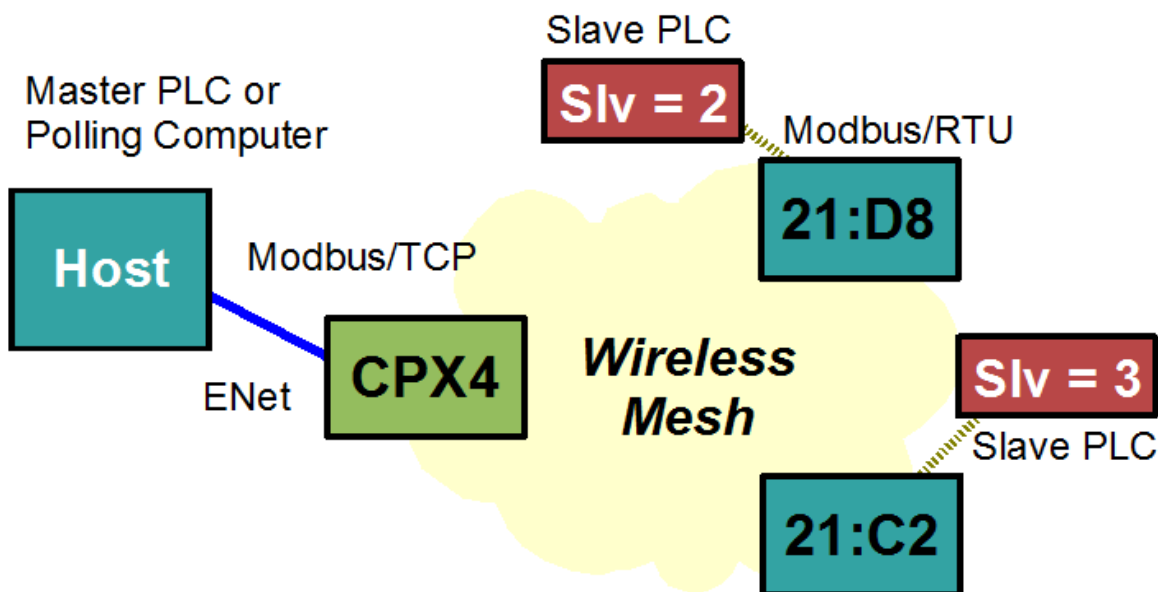 Slave PLC
Slv = 2
Master PLC or
Polling Computer
Modbus/RTU
21:D8
Host
Modbus/TCP
CPX4
ENet
Wireless
Mesh
Slv = 3
Slave PLC
21:C2